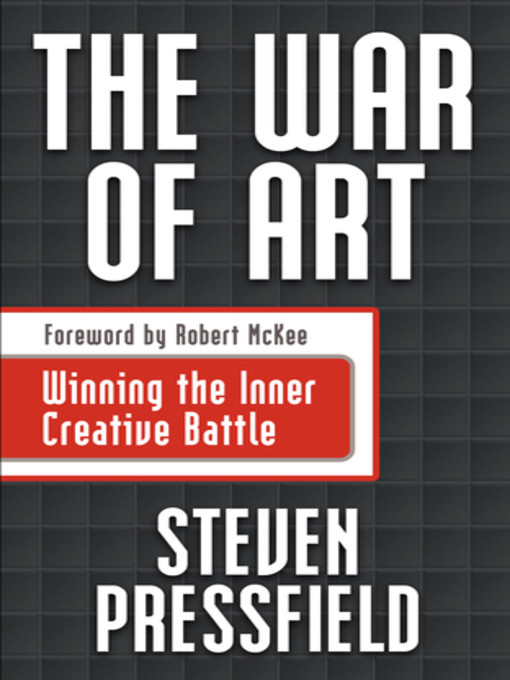 THE WAR
OF ART
Foreword by Robert McKee
Winning the Inner
Creative Battle
STEVEN
PRESSFIELD